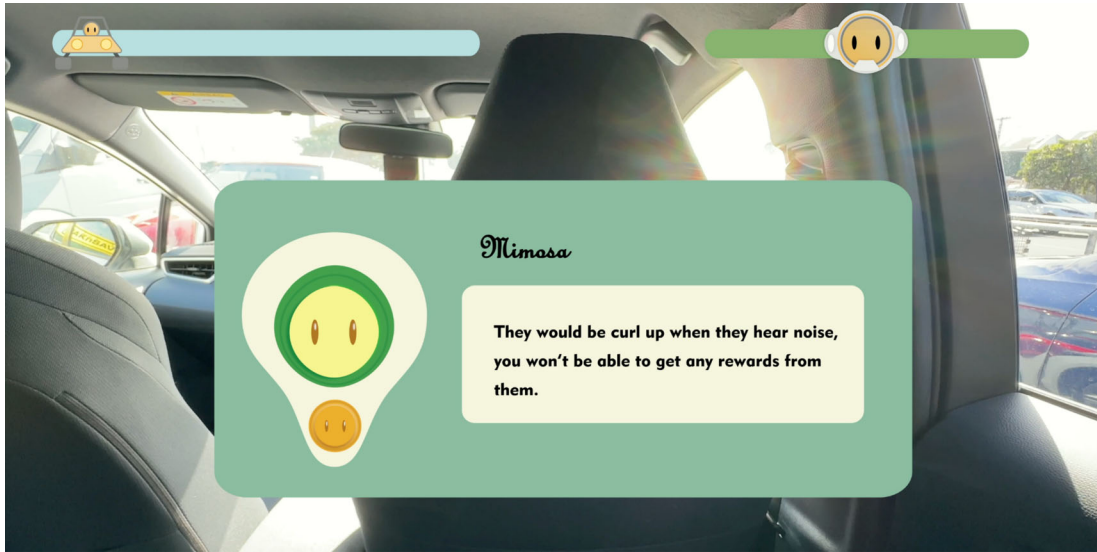 Mimosa
They would be curl up when they hear noise,
you won't be able to get any rewards from
them.